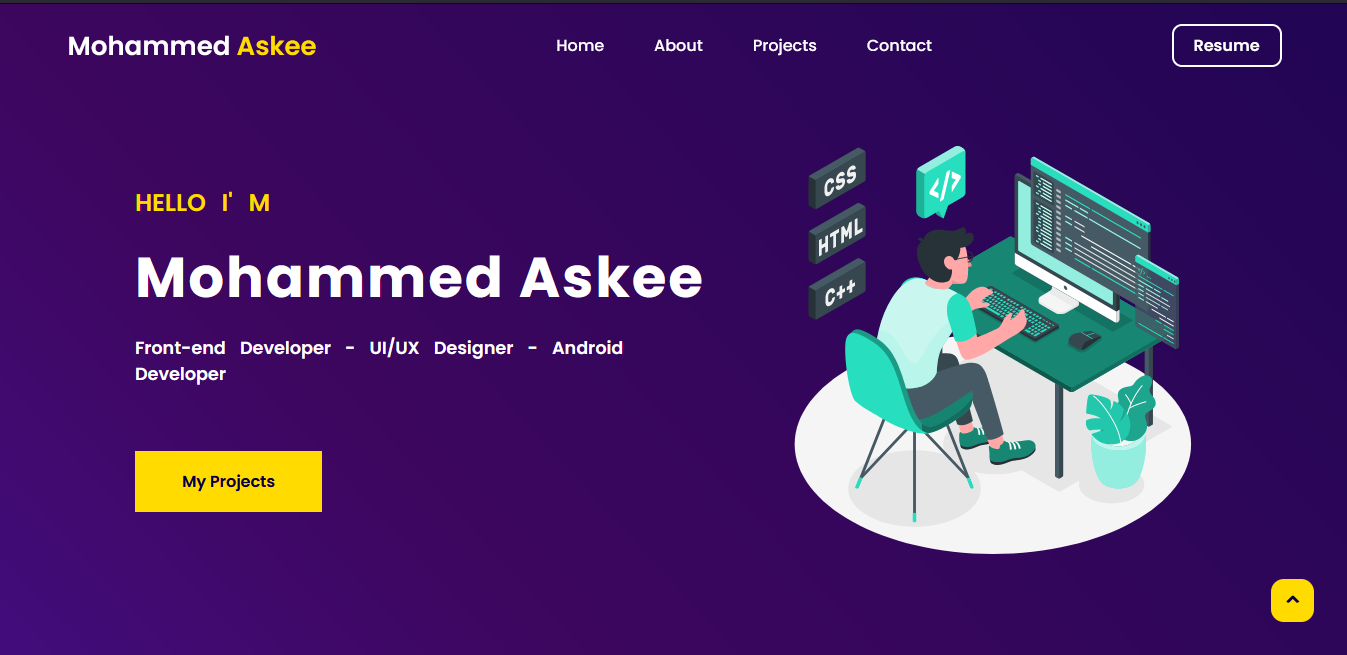 Mohammed Askee
Home
About
Projects
Contact
Resume
HELLO I' M
Mohammed Askee
Front-end Developer - UI/UX Designer - Android
Developer
My Projects
CSS
</>
HTML
C++